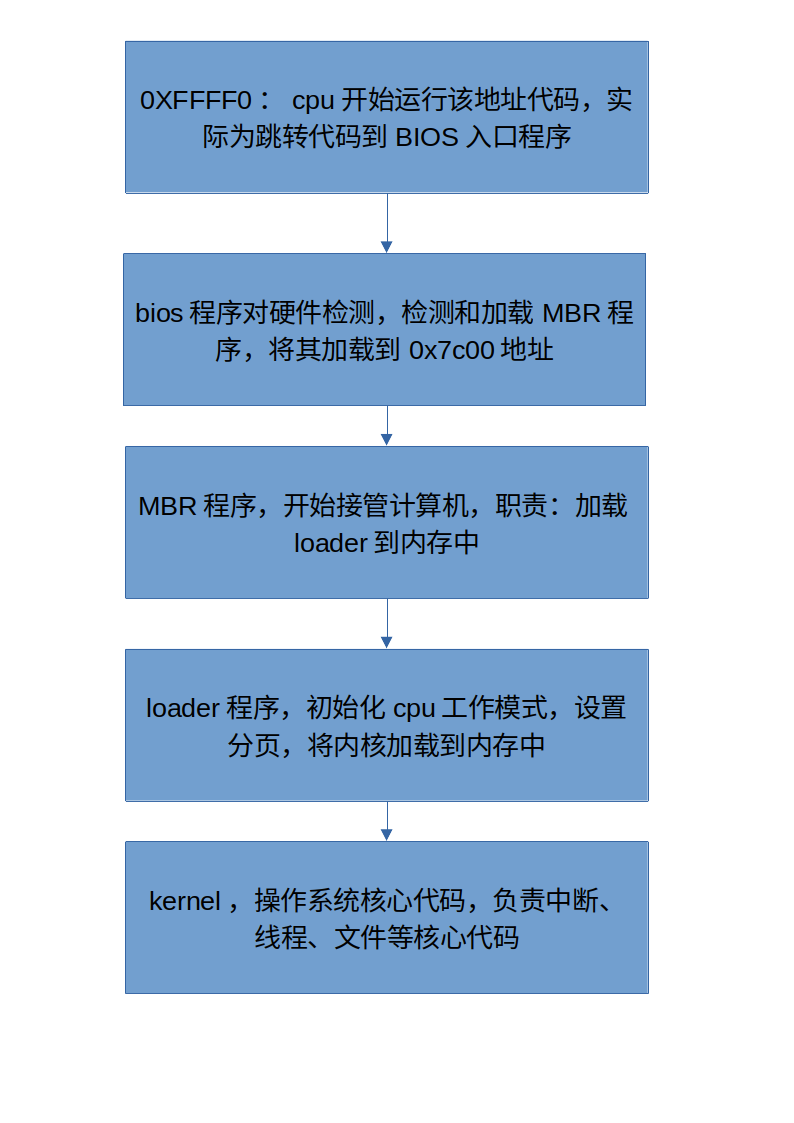 0XFFFF0： cpu 开始运行该地址代码，实
际为跳转代码到 BIOS 入口程序
bios 程序对硬件检测，检测和加载 MBR 程
序，将其加载到 0x7c00 地址
MBR 程序，开始接管计算机，职责：加载
loader 到内存中
loader 程序，初始化 cpu 工作模式，设置
分页，将内核加载到内存中
kernel ，操作系统核心代码，负责中断、
线程、文件等核心代码